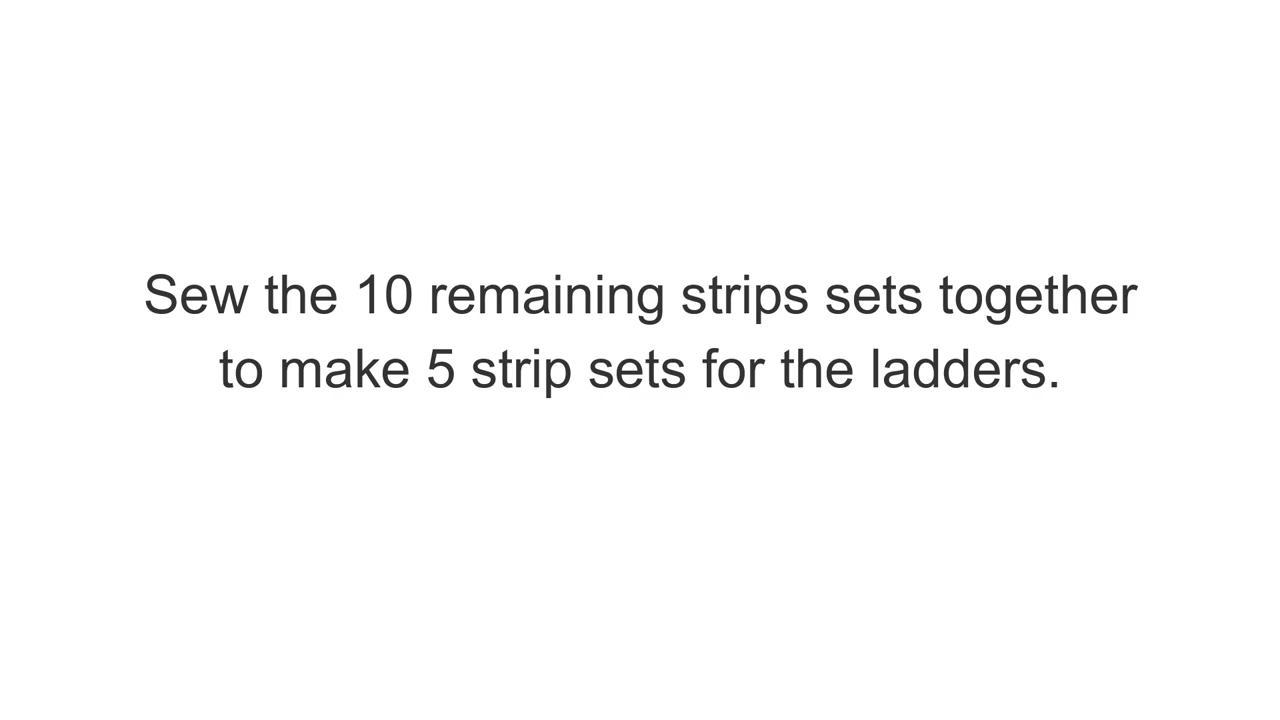 Sew the 10 remaining strips sets together
to make 5 strip sets for the ladders.